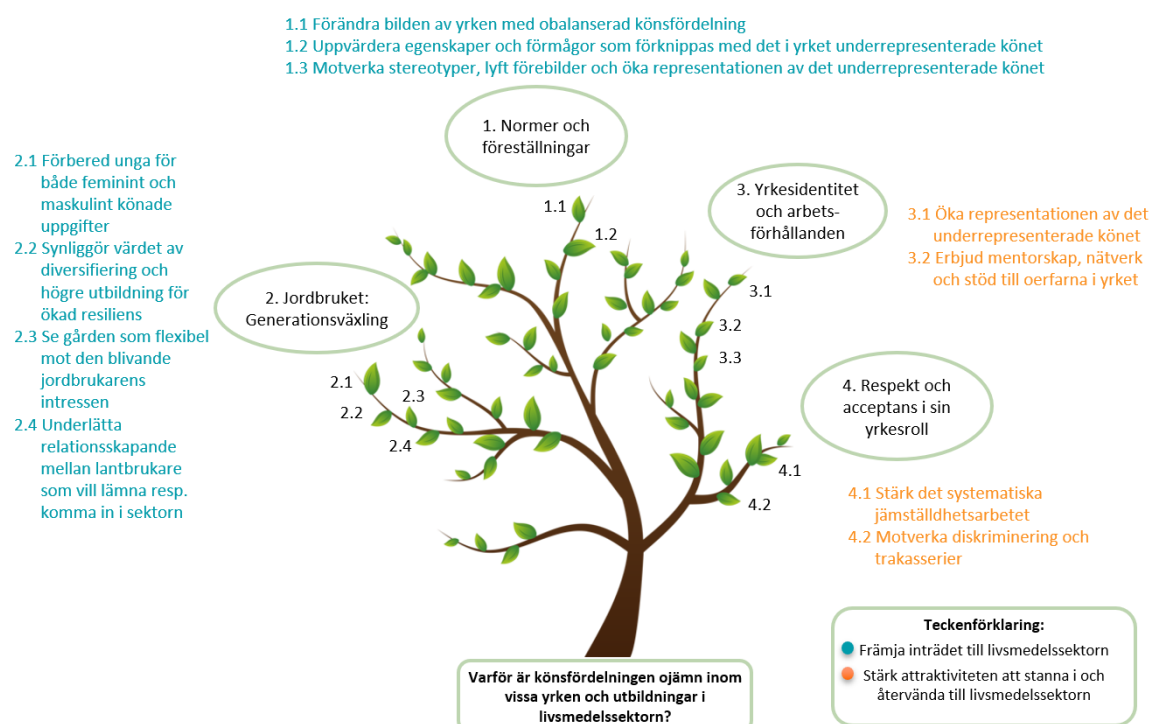 1.1 Förändra bilden av yrken med obalanserad könsfördelning
1.2 Uppvärdera egenskaper och förmågor som förknippas med det i yrket underrepresenterade könet
1.3 Motverka stereotyper, lyft förebilder och öka representationen av det underrepresenterade könet
1. Normer och
föreställningar
2.1 Förbered unga för
både feminint och
maskulint könade
uppgifter
2.2 Synliggör värdet av
diversifiering och
högre utbildning för
ökad resiliens
2.3 Se gården som flexibel
mot den blivande
jordbrukarens
intressen
2.4 Underlätta
relationsskapande
mellan lantbrukare
som vill lämna resp.
komma in i sektorn
2. Jordbruket:
Generationsväxling
3. Yrkesidentitet
och arbets-
förhållanden
3.1 Öka representationen av det
underrepresenterade könet
3.2 Erbjud mentorskap, nätverk
och stöd till oerfarna i yrket
1.1
1.2
3.1
3.2
3.3
2.1
2.3
2.2
2.4
4. Respekt och
acceptans i sin
yrkesroll
4.1
4.2
4.1 Stärk det systematiska
jämställdhetsarbetet
4.2 Motverka diskriminering och
trakasserier
Teckenförklaring:
Främja inträdet till livsmedelssektorn
Stärk attraktiviteten att stanna i och
återvända till livsmedelssektorn
Varför är könsfördelningen ojämn inom
vissa yrken och utbildningar i
livsmedelssektorn?